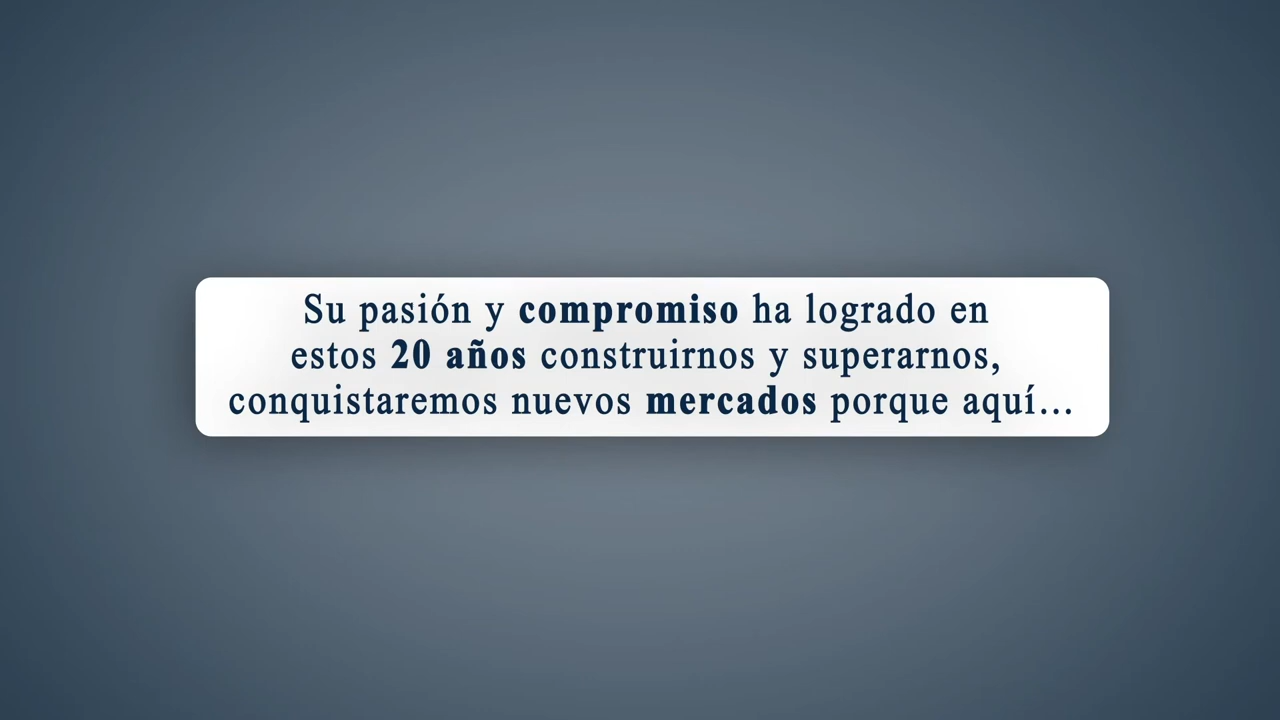 Su pasión y compromiso ha logrado en
estos 20 años construirnos y superarnos,
conquistaremos nuevos mercados porque aquí...